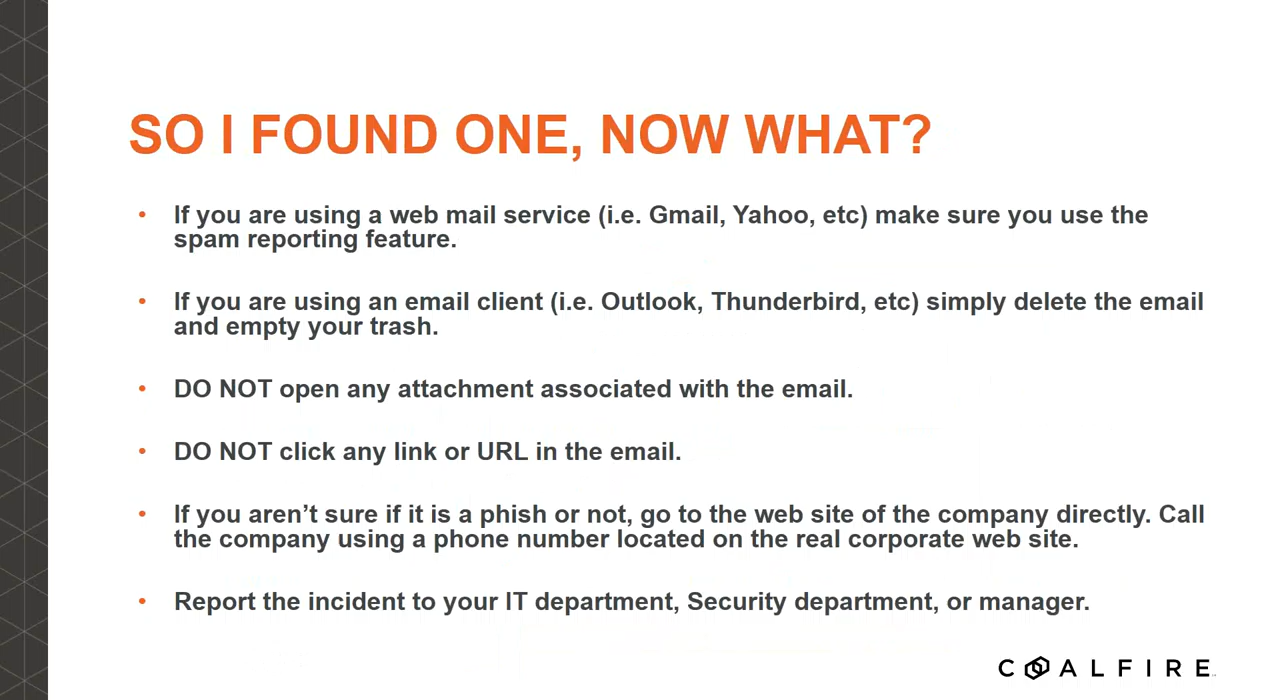 SO I FOUND ONE, NOW WHAT?
• If you are using a web mail service (i.e. Gmail, Yahoo, etc) make sure you use the
spam reporting feature.
• If you are using an email client (i.e. Outlook, Thunderbird, etc) simply delete the email
and empty your trash.
• DO NOT open any attachment associated with the email.
• DO NOT click any link or URL in the email.
• If you aren’t sure if it is a phish or not, go to the web site of the company directly. Call
the company using a phone number located on the real corporate web site.
• Report the incident to your IT department, Security department, or manager.
COALFIRE